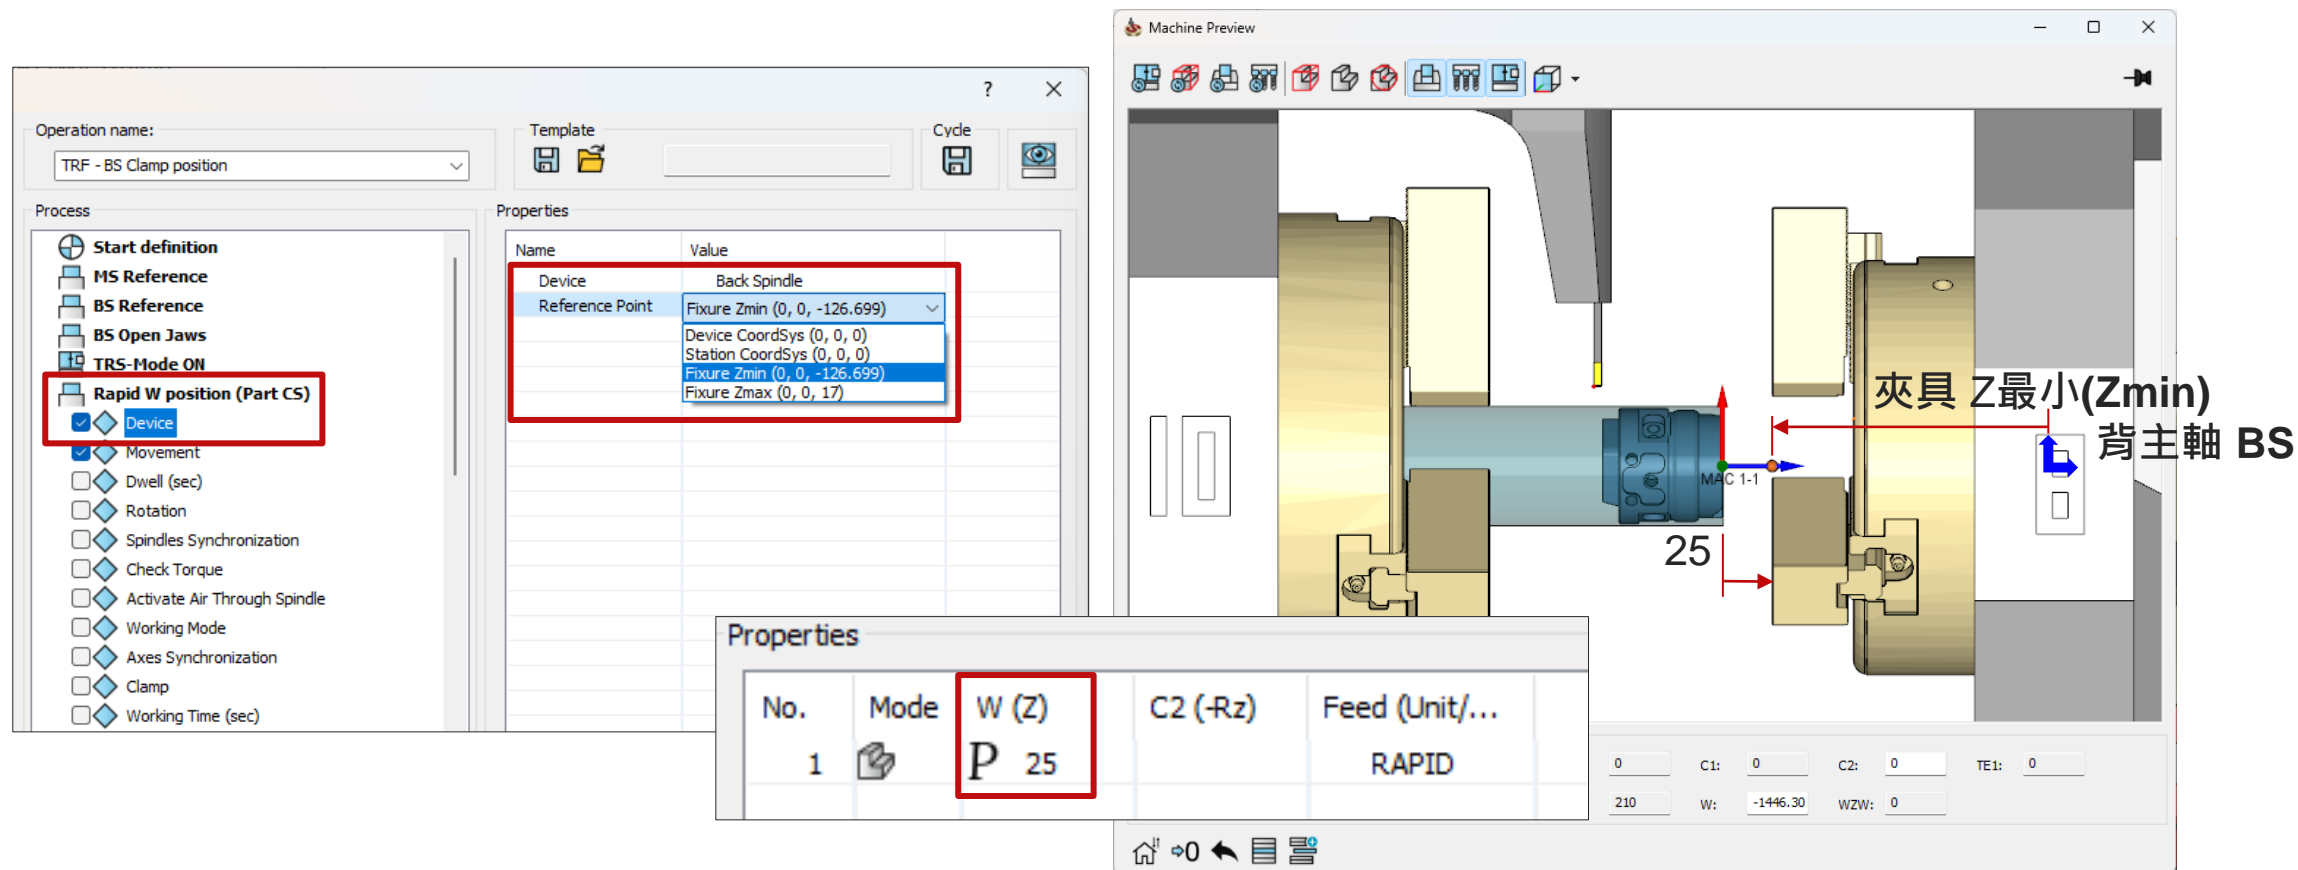 Operation name:
TRF - BS Clamp position
Template
Cycle
Process
Start definition
MS Reference
BS Reference
BS Open Jaws
TRS-Mode ON
Rapid W position (Part CS)
Device
Movement
Dwell (sec)
Rotation
Spindles Synchronization
Check Torque
Activate Air Through Spindle
Working Mode
Axes Synchronization
Clamp
Working Time (sec)
Properties
Name Value
Device Back Spindle
Reference Point Fixure Zmin (0, 0, -126.699)
Device CoordSys (0, 0, 0)
Station CoordSys (0, 0, 0)
Fixure Zmin (0, 0, -126.699)
Fixure Zmax (0, 0, 17)
Properties
No. Mode W (Z) C2 (-Rz) Feed (Unit/...
1 P 25 RAPID
Machine Preview
MAC 1-1
25
夾具 Z最小(Zmin)
背主軸 BS
0 C1: 0 C2: 0 TE1: 0
210 W: -1446.30 WZW: 0
0